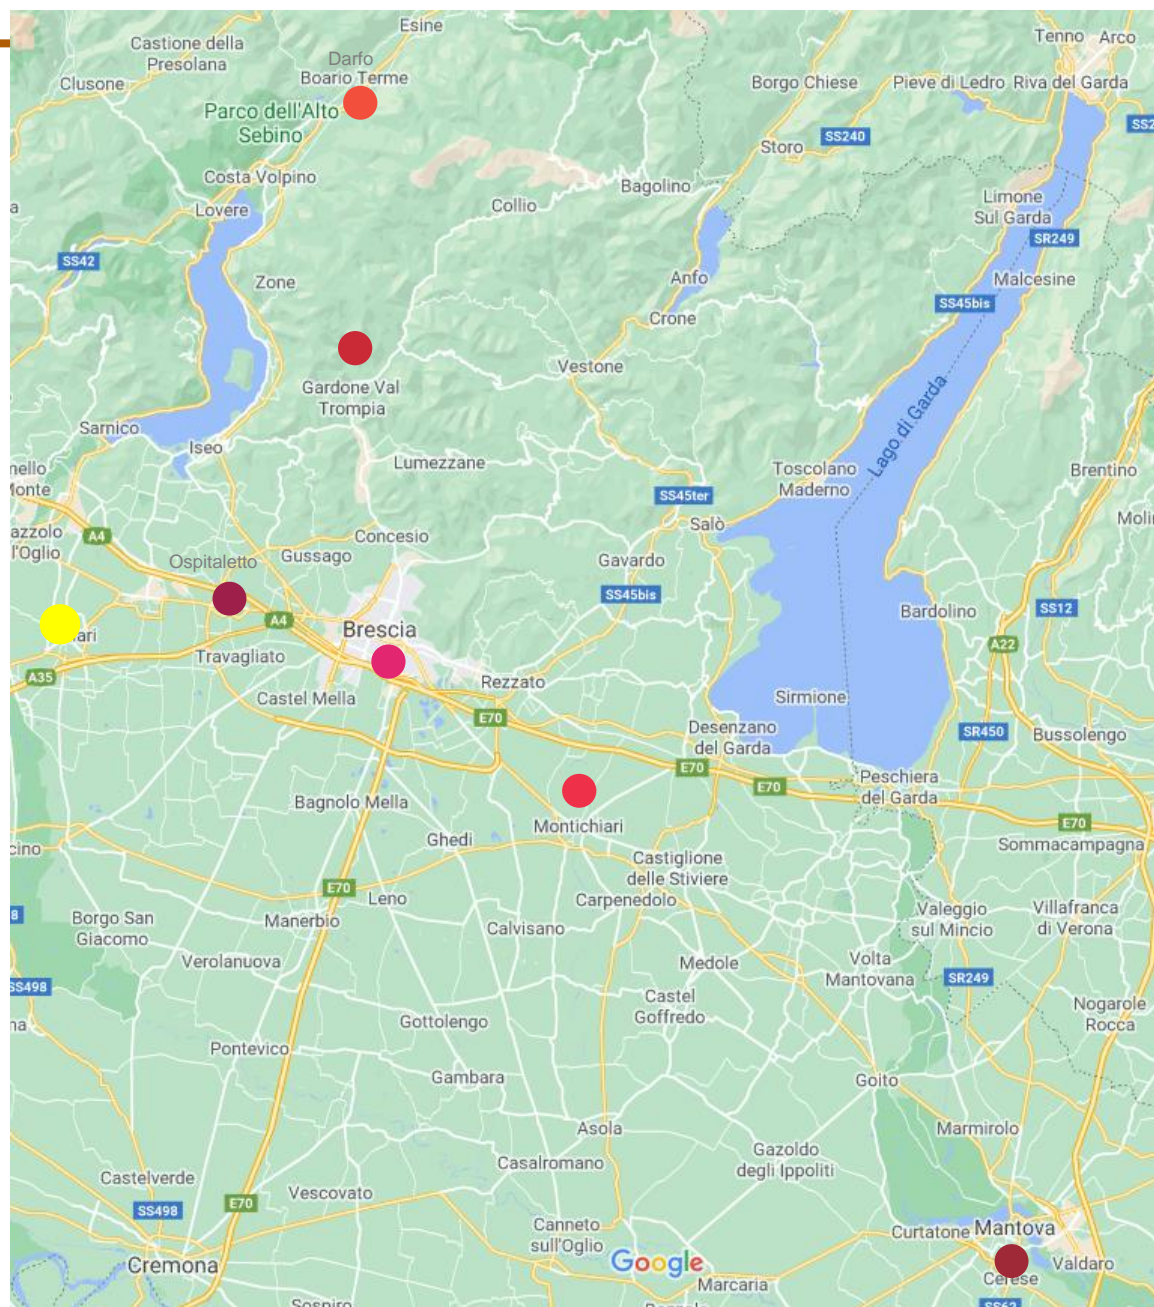 Esine
Castione della
Presolana
Darfo
Boario Terme
Clusone
Tenno
Arco
Borgo Chiese
Pieve di Ledro
Riva del Garda
Parco dell'Alto
Sebino
SS240
Storo
Costa Volpino
Bagolino
Lovere
Collio
Limone
Sul Garda
SR249
SS42
Zone
Anfo
Malcesine
SS45bis
Crone
Vestone
Gardone Val
Trompia
Lago di Garda
Sarnico
Iseo
Lumezzane
Toscolano
Maderno
Brentino
SS45ter
Salò
A4
Concesio
Gussago
Ospitaletto
Gavardo
SS45bis
Bardolino
SS12
A4
Brescia
A22
Travagliato
A35
Castel Mella
Rezzato
Sirmione
E70
Desenzano
del Garda
SR450
Bussolengo
E70
E70
Peschiera
del Garda
Bagnolo Mella
Montichiari
E70
Ghedi
Sommacampagna
Castiglione
delle Stiviere
E70
Leno
Carpenedolo
Borgo San
Giacomo
Manerbio
Calvisano
Valeggio
sul Mincio
Villafranca
di Verona
Verolanuova
Medole
Volta
Mantovana
SR249
SS498
Castel
Goffredo
Nogarole
Rocca
Gottolengo
Pontevico
Gambara
Goito
Asola
Marmirolo
Gazoldo
degli Ippoliti
Casalromano
Castelverde
Vescovato
E70
SS498
Canneto
sull'Oglio
Curtatone
Mantova
Cremona
Google
Valdaro
Cerese
Marcaria
Sospiro
SS62